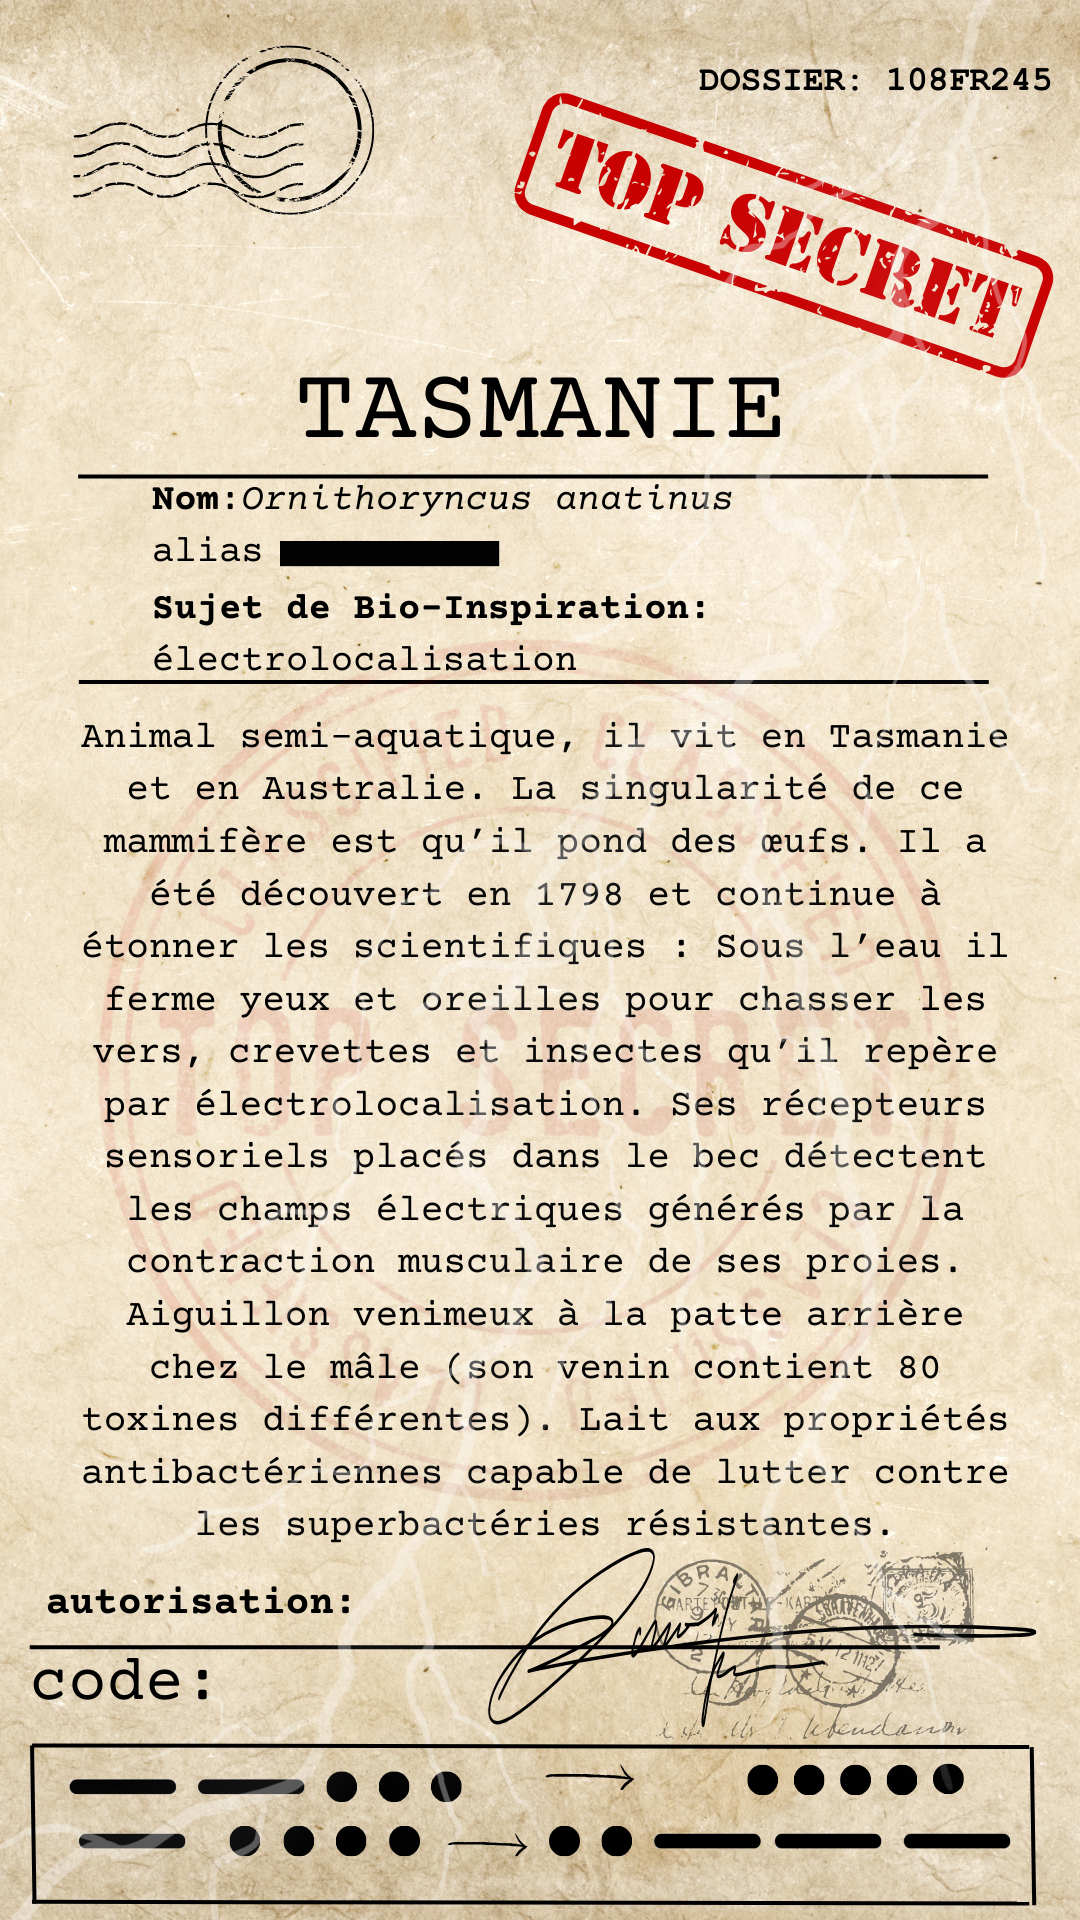 DOSSIER: 108FR245
TOP SECRET
TASMANIE
Nom:Ornithoryncus anatinus
alias
Sujet de Bio-Inspiration:
électrolocalisation
Animal semi-aquatique, il vit en Tasmanie
et en Australie. La singularité de ce
mammifère est qu’il pond des œufs. Il a
été découvert en 1798 et continue à
étonner les scientifiques : Sous l’eau il
ferme yeux et oreilles pour chasser les
vers, crevettes et insectes qu’il repère
par électrolocalisation. Ses récepteurs
sensoriels placés dans le bec détectent
les champs électriques générés par la
contraction musculaire de ses proies.
Aiguillon venimeux à la patte arrière
chez le mâle (son venin contient 80
toxines différentes). Lait aux propriétés
antibactériennes capable de lutter contre
les superbactéries résistantes.
TOP SECRET
autorisation:
GIBRALTAR
code: